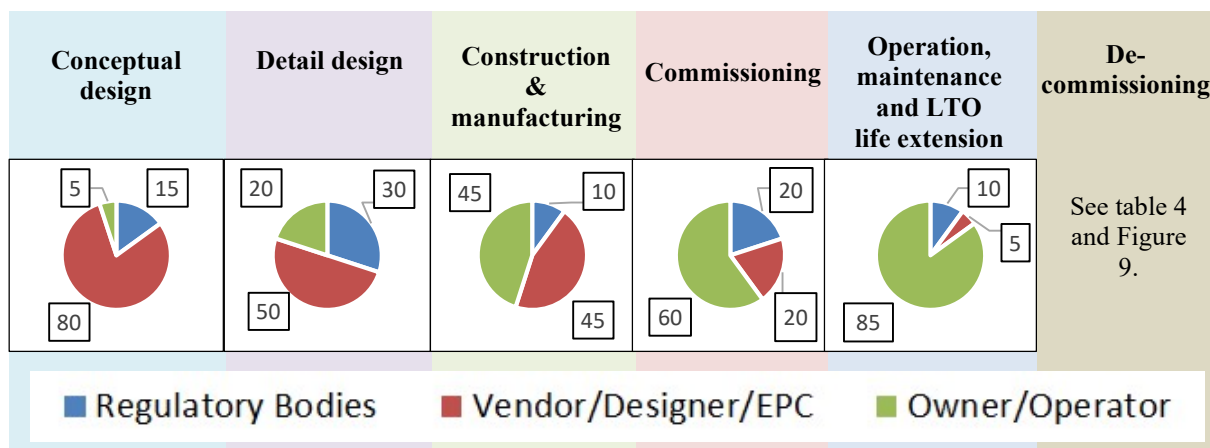 Conceptual
design
Detail design
Construction
&
manufacturing
Commissioning
Operation,
maintenance
and LTO
life extension
De-
commissioning
5
15
80
20
30
50
45
10
45
20
60
20
10
5
85
See table 4
and Figure
9.
Regulatory Bodies
Vendor/Designer/EPC
Owner/Operator